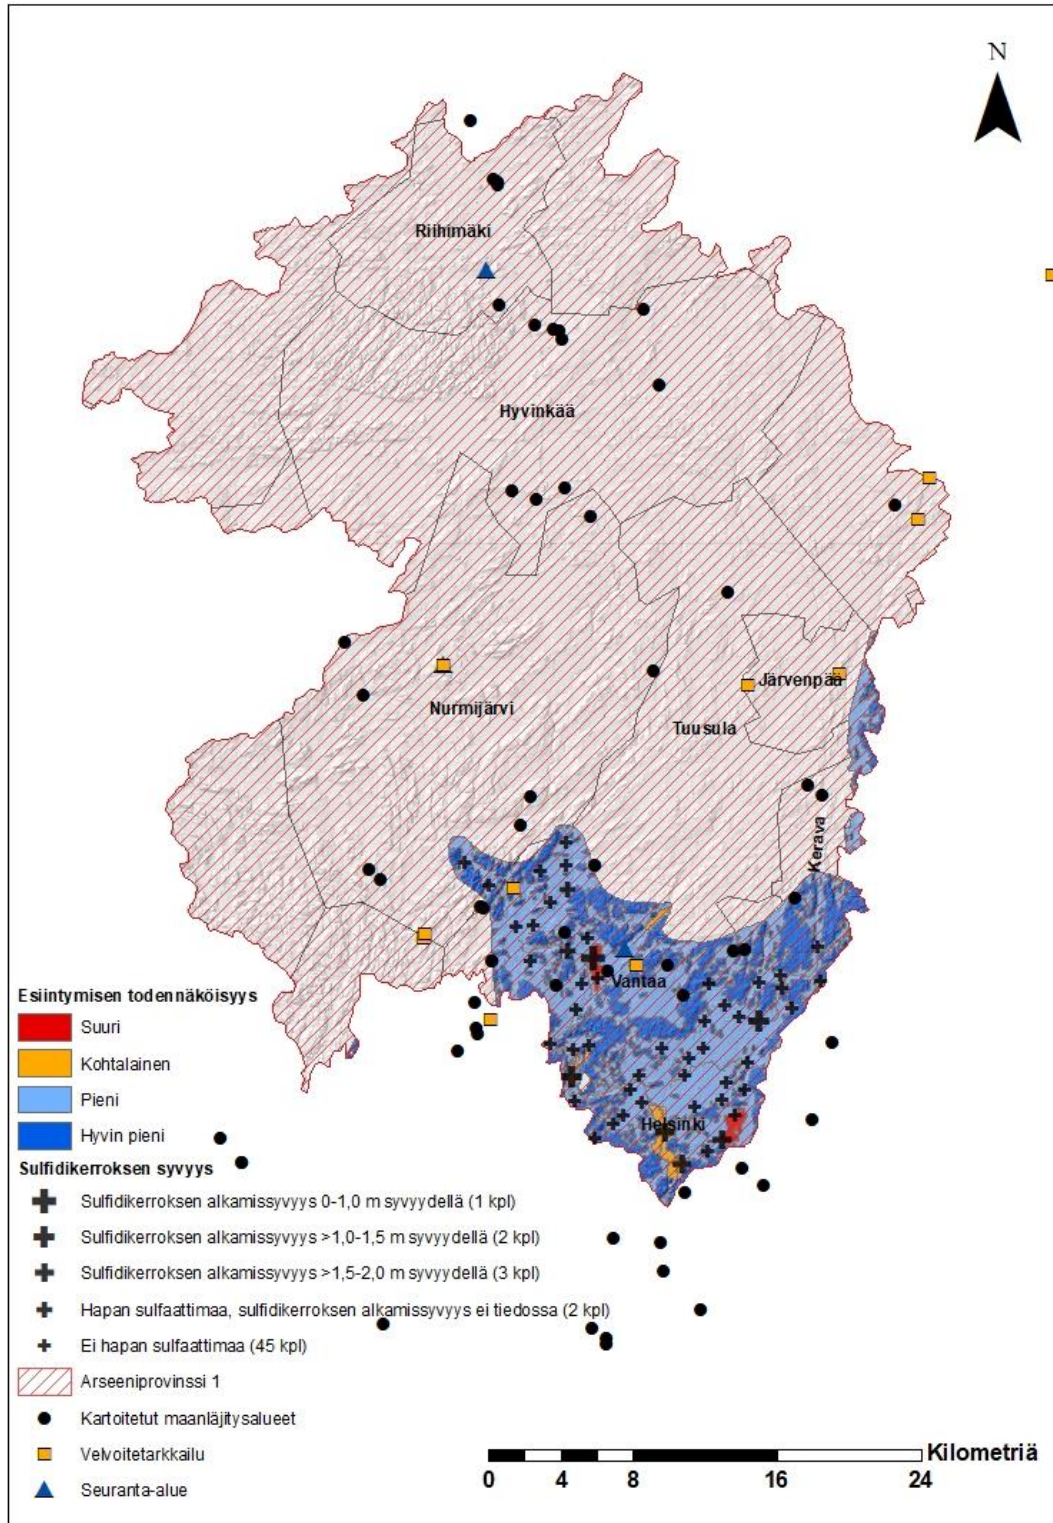 N
Riihimäki
Hyvinkää
Järvenpää
Nurmijärvi
Tuusula
Kerava
Vantaa
Helsinki
Esiintymisen todennäköisyys
Suuri
Kohtalainen
Pieni
Hyvin pieni
Sulfidikerroksen syvyys
Sulfidikerroksen alkamissyvyys 0-1,0 m syvyydellä (1 kpl)
Sulfidikerroksen alkamissyvyys >1,0-1,5 m syvyydellä (2 kpl)
Sulfidikerroksen alkamissyvyys >1,5-2,0 m syvyydellä (3 kpl)
Hapan sulfaattimaa, sulfidikerroksen alkamissyvyys ei tiedossa (2 kpl)
Ei hapan sulfaattimaa (45 kpl)
Arseeniprovinssi 1
Kartoitetut maanläjitysalueet
Velvoitetarkkailu
Seuranta-alue
Kilometriä
0 4 8 16 24